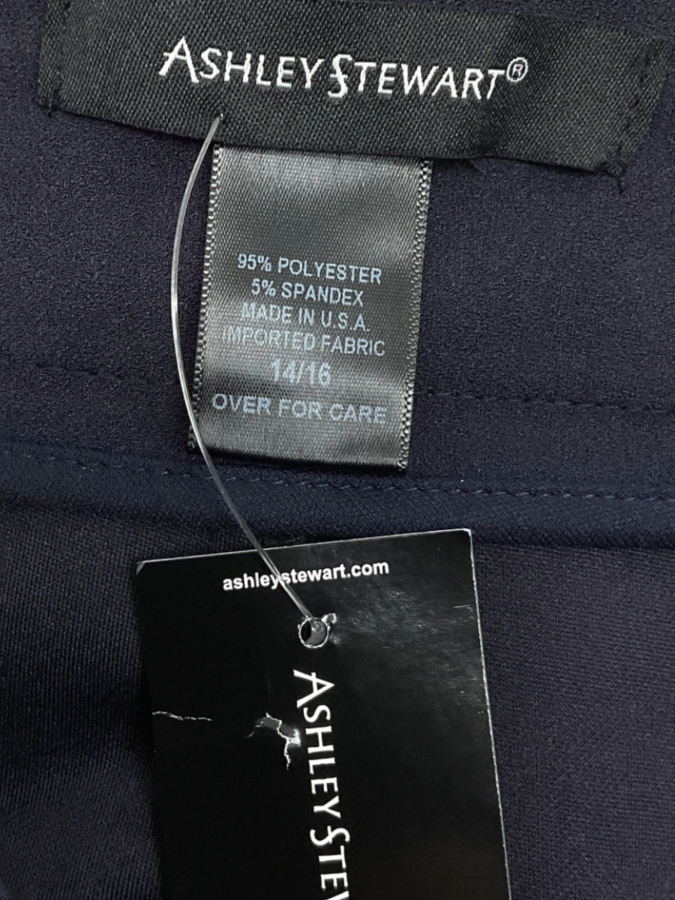 ASHLEY STEWART®
95% POLYESTER
5% SPANDEX
MADE IN U.S.A.
IMPORTED FABRIC
14/16
OVER FOR CARE
ashleystewart.com
ASHLEY STEW